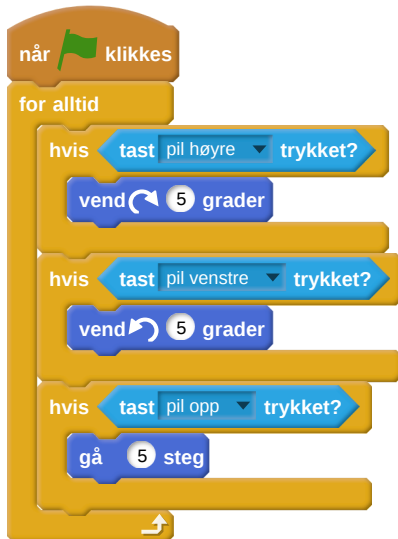 når klikkes
for alltid
hvis tast pil høyre trykket?
vend 5 grader
hvis tast pil venstre trykket?
vend 5 grader
hvis tast pil opp trykket?
gå 5 steg